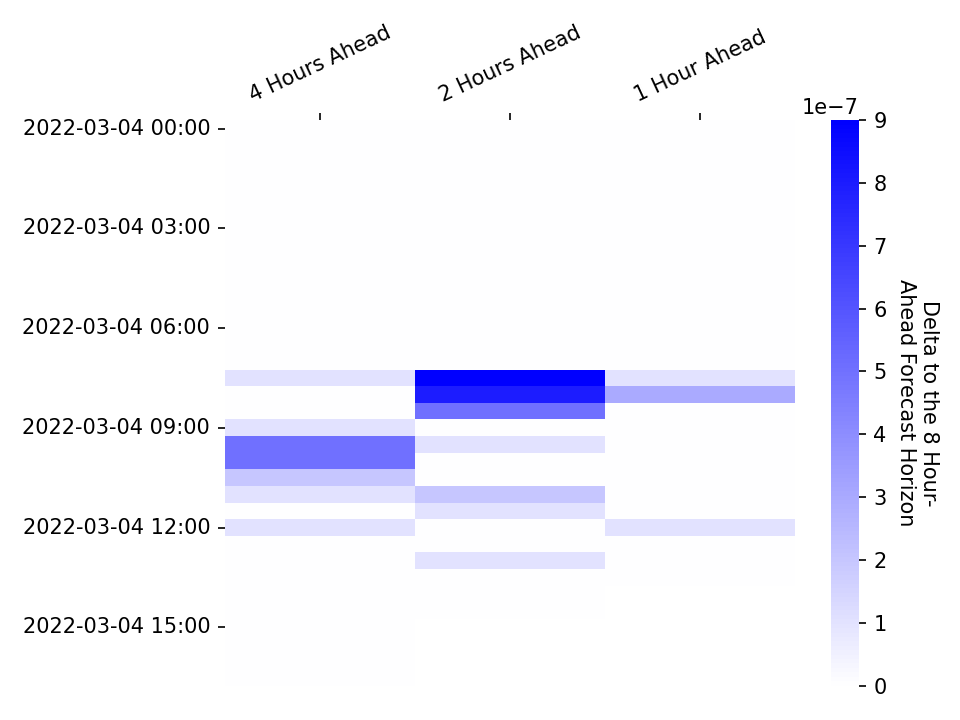 4 Hours Ahead
2 Hours Ahead
1 Hour Ahead
1e−7
2022-03-04 00:00
2022-03-04 03:00
2022-03-04 06:00
2022-03-04 09:00
2022-03-04 12:00
2022-03-04 15:00
9
8
7
6
5
4
3
2
1
0
Delta to the 8 Hour-
Ahead Forecast Horizon